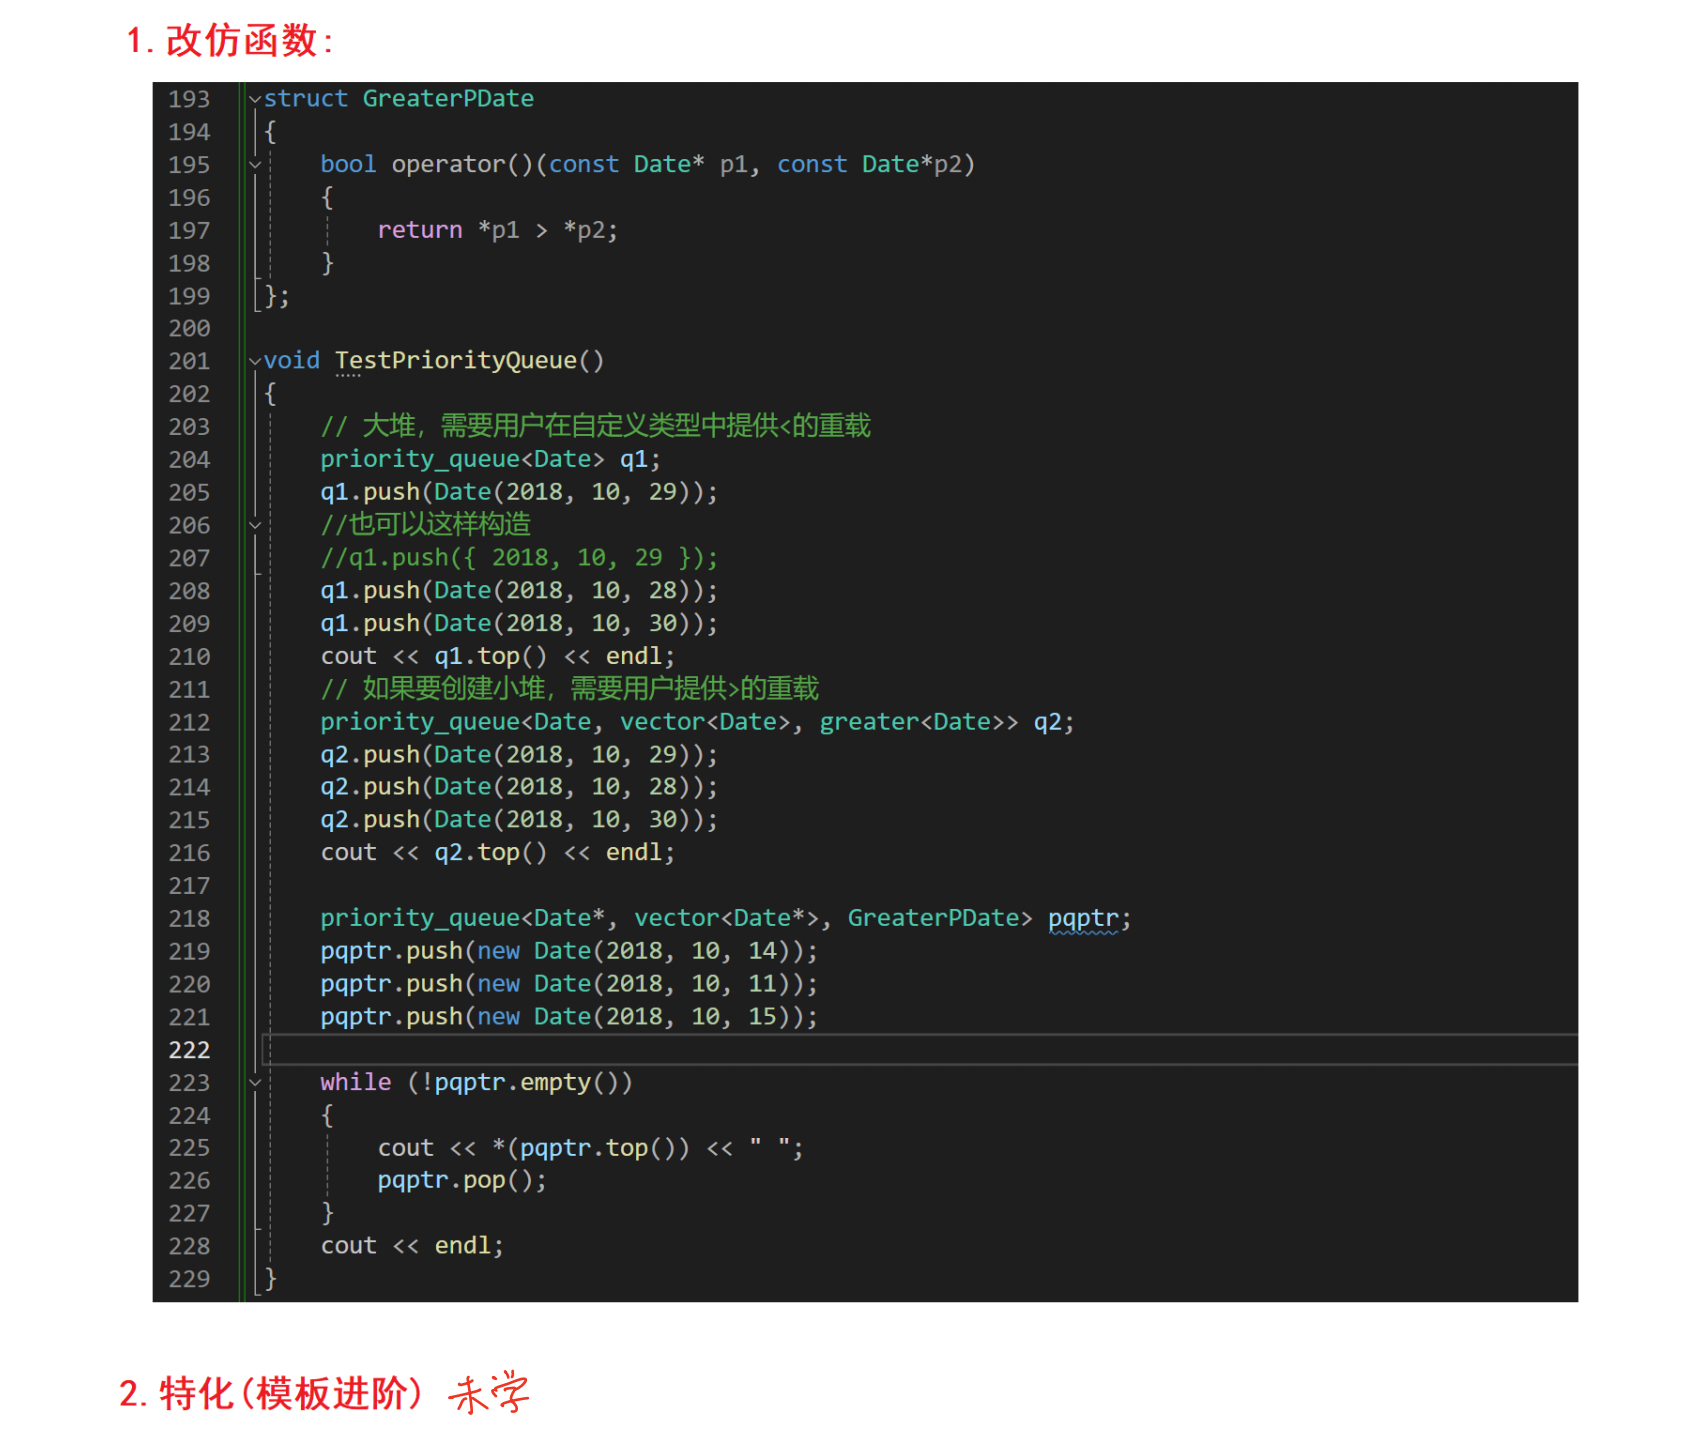 1.改仿函数:
193 struct GreaterPDate
194 {
195 bool operator()(const Date* p1, const Date*p2)
196 {
197 return *p1 > *p2;
198 }
199 };
200
201 void TestPriorityQueue()
202 {
203 // 大堆，需要用户在自定义类型中提供<的重载
204 priority_queue<Date> q1;
205 q1.push(Date(2018, 10, 29));
206 //也可以这样构造
207 //q1.push({ 2018, 10, 29 });
208 q1.push(Date(2018, 10, 28));
209 q1.push(Date(2018, 10, 30));
210 cout << q1.top() << endl;
211 // 如果要创建小堆，需要用户提供>的重载
212 priority_queue<Date, vector<Date>, greater<Date>> q2;
213 q2.push(Date(2018, 10, 29));
214 q2.push(Date(2018, 10, 28));
215 q2.push(Date(2018, 10, 30));
216 cout << q2.top() << endl;
217
218 priority_queue<Date*, vector<Date*>, GreaterPDate> pqptr;
219 pqptr.push(new Date(2018, 10, 14));
220 pqptr.push(new Date(2018, 10, 11));
221 pqptr.push(new Date(2018, 10, 15));
222
223 while (!pqptr.empty())
224 {
225 cout << *(pqptr.top()) << " ";
226 pqptr.pop();
227 }
228 cout << endl;
229 }
2.特化(模板进阶) 未学